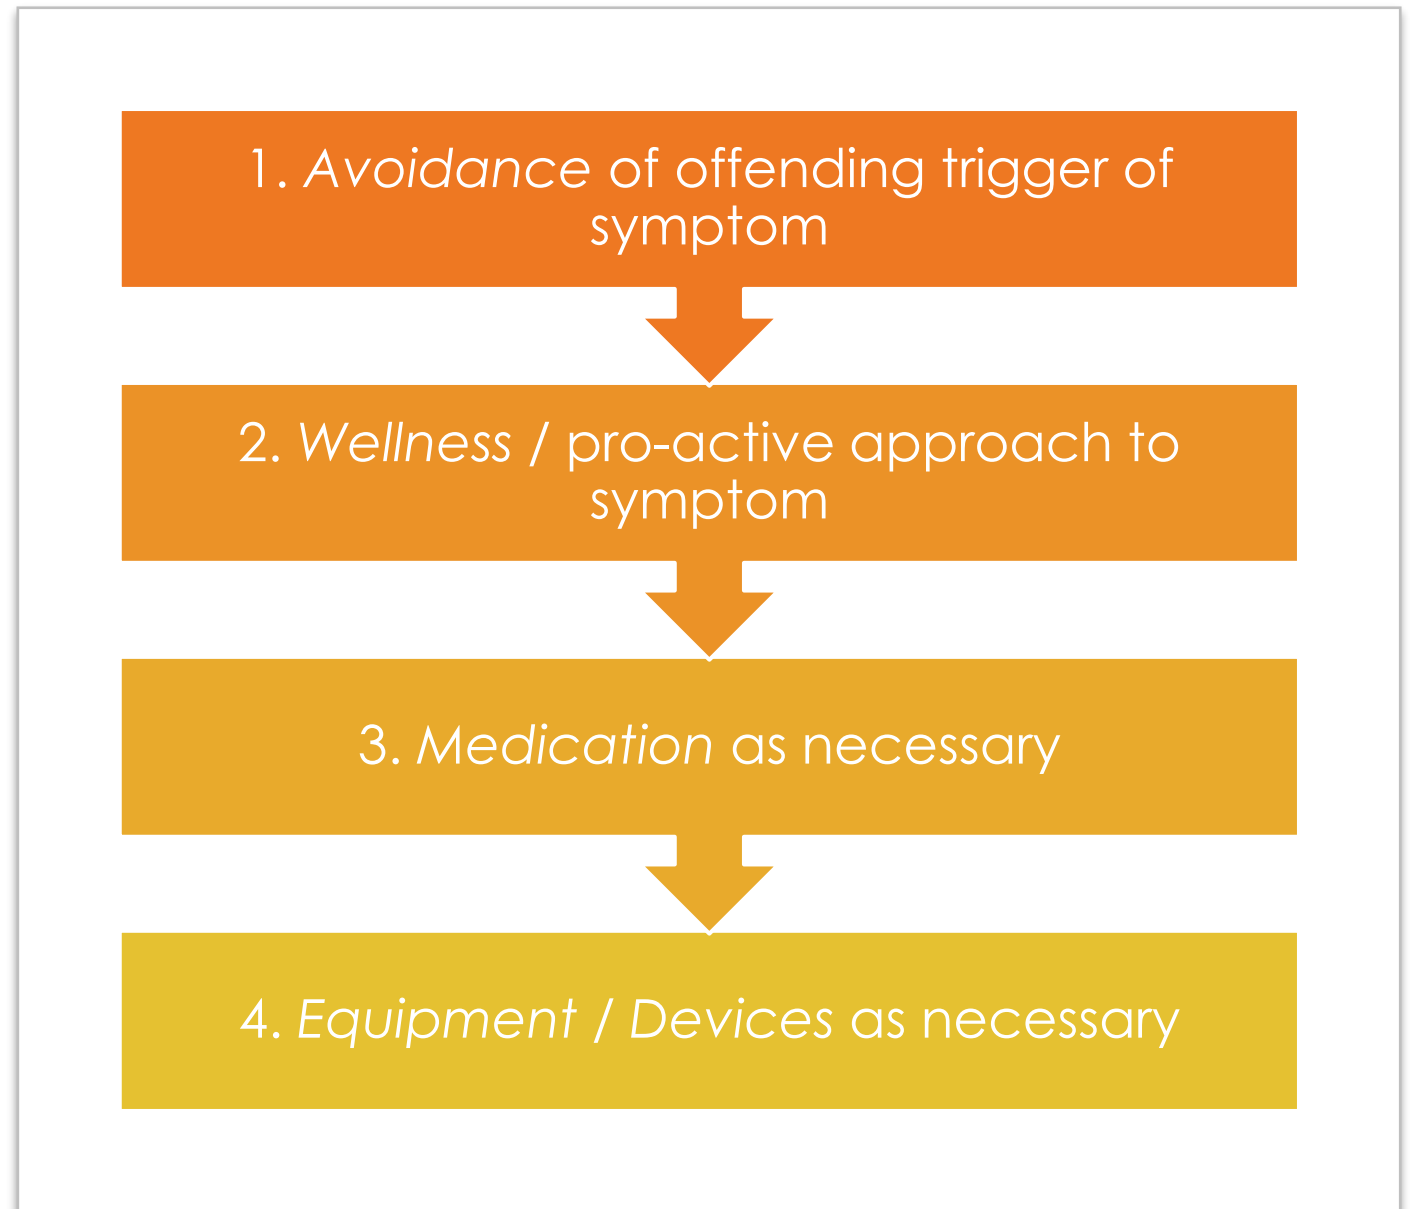 1. Avoidance of offending trigger of
symptom
2. Wellness / pro-active approach to
symptom
3. Medication as necessary
4. Equipment / Devices as necessary